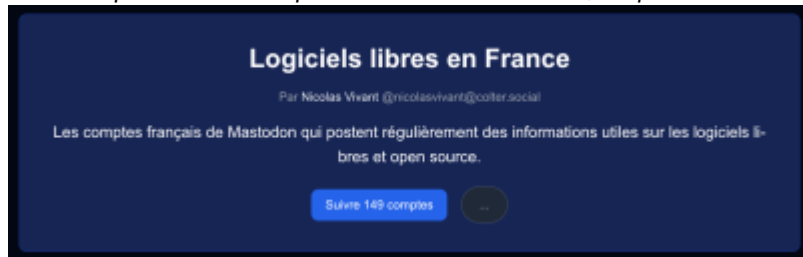 Logiciels libres en France
Par Nicolas Vivant @nicolasvivant@colter.social
Les comptes français de Mastodon qui postent régulièrement des informations utiles sur les logiciels li-
bres et open source.
Suivre 149 comptes
...